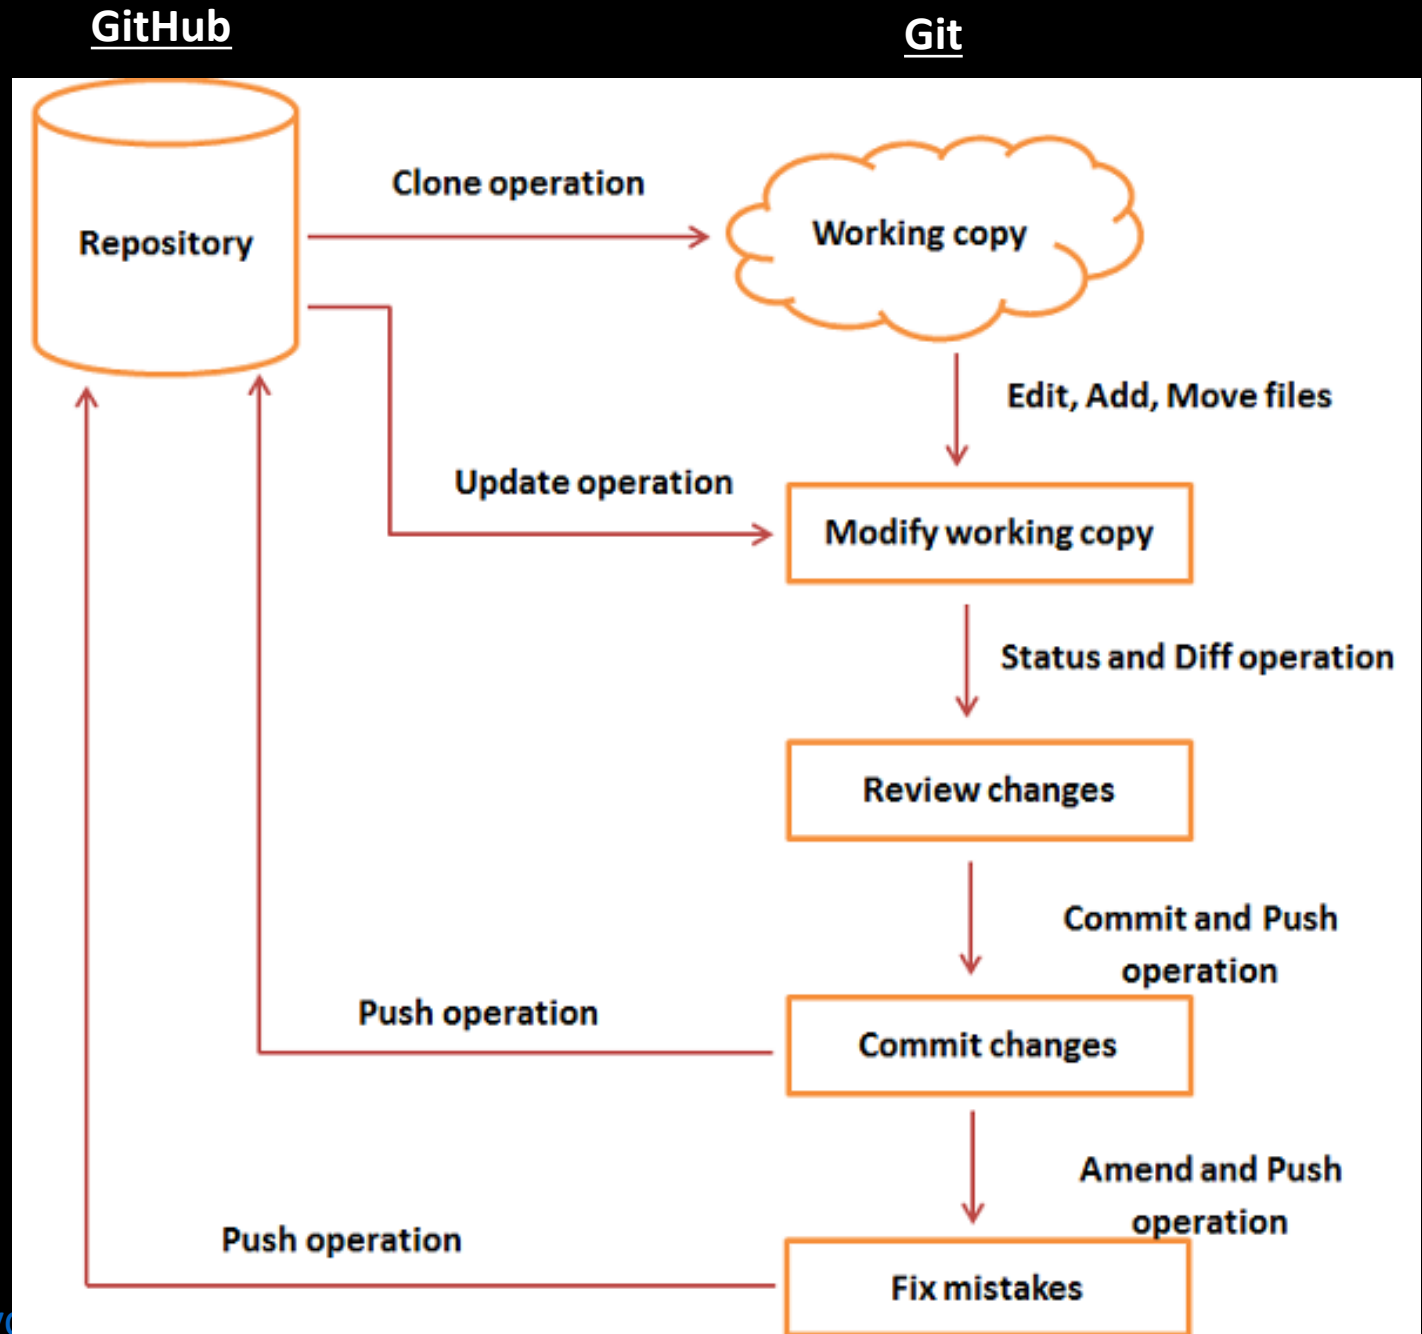 GitHub
Git
Clone operation
Repository
Working copy
Edit, Add, Move files
Update operation
Modify working copy
Status and Diff operation
Review changes
Commit and Push
operation
Push operation
Commit changes
Amend and Push
operation
Push operation
Fix mistakes